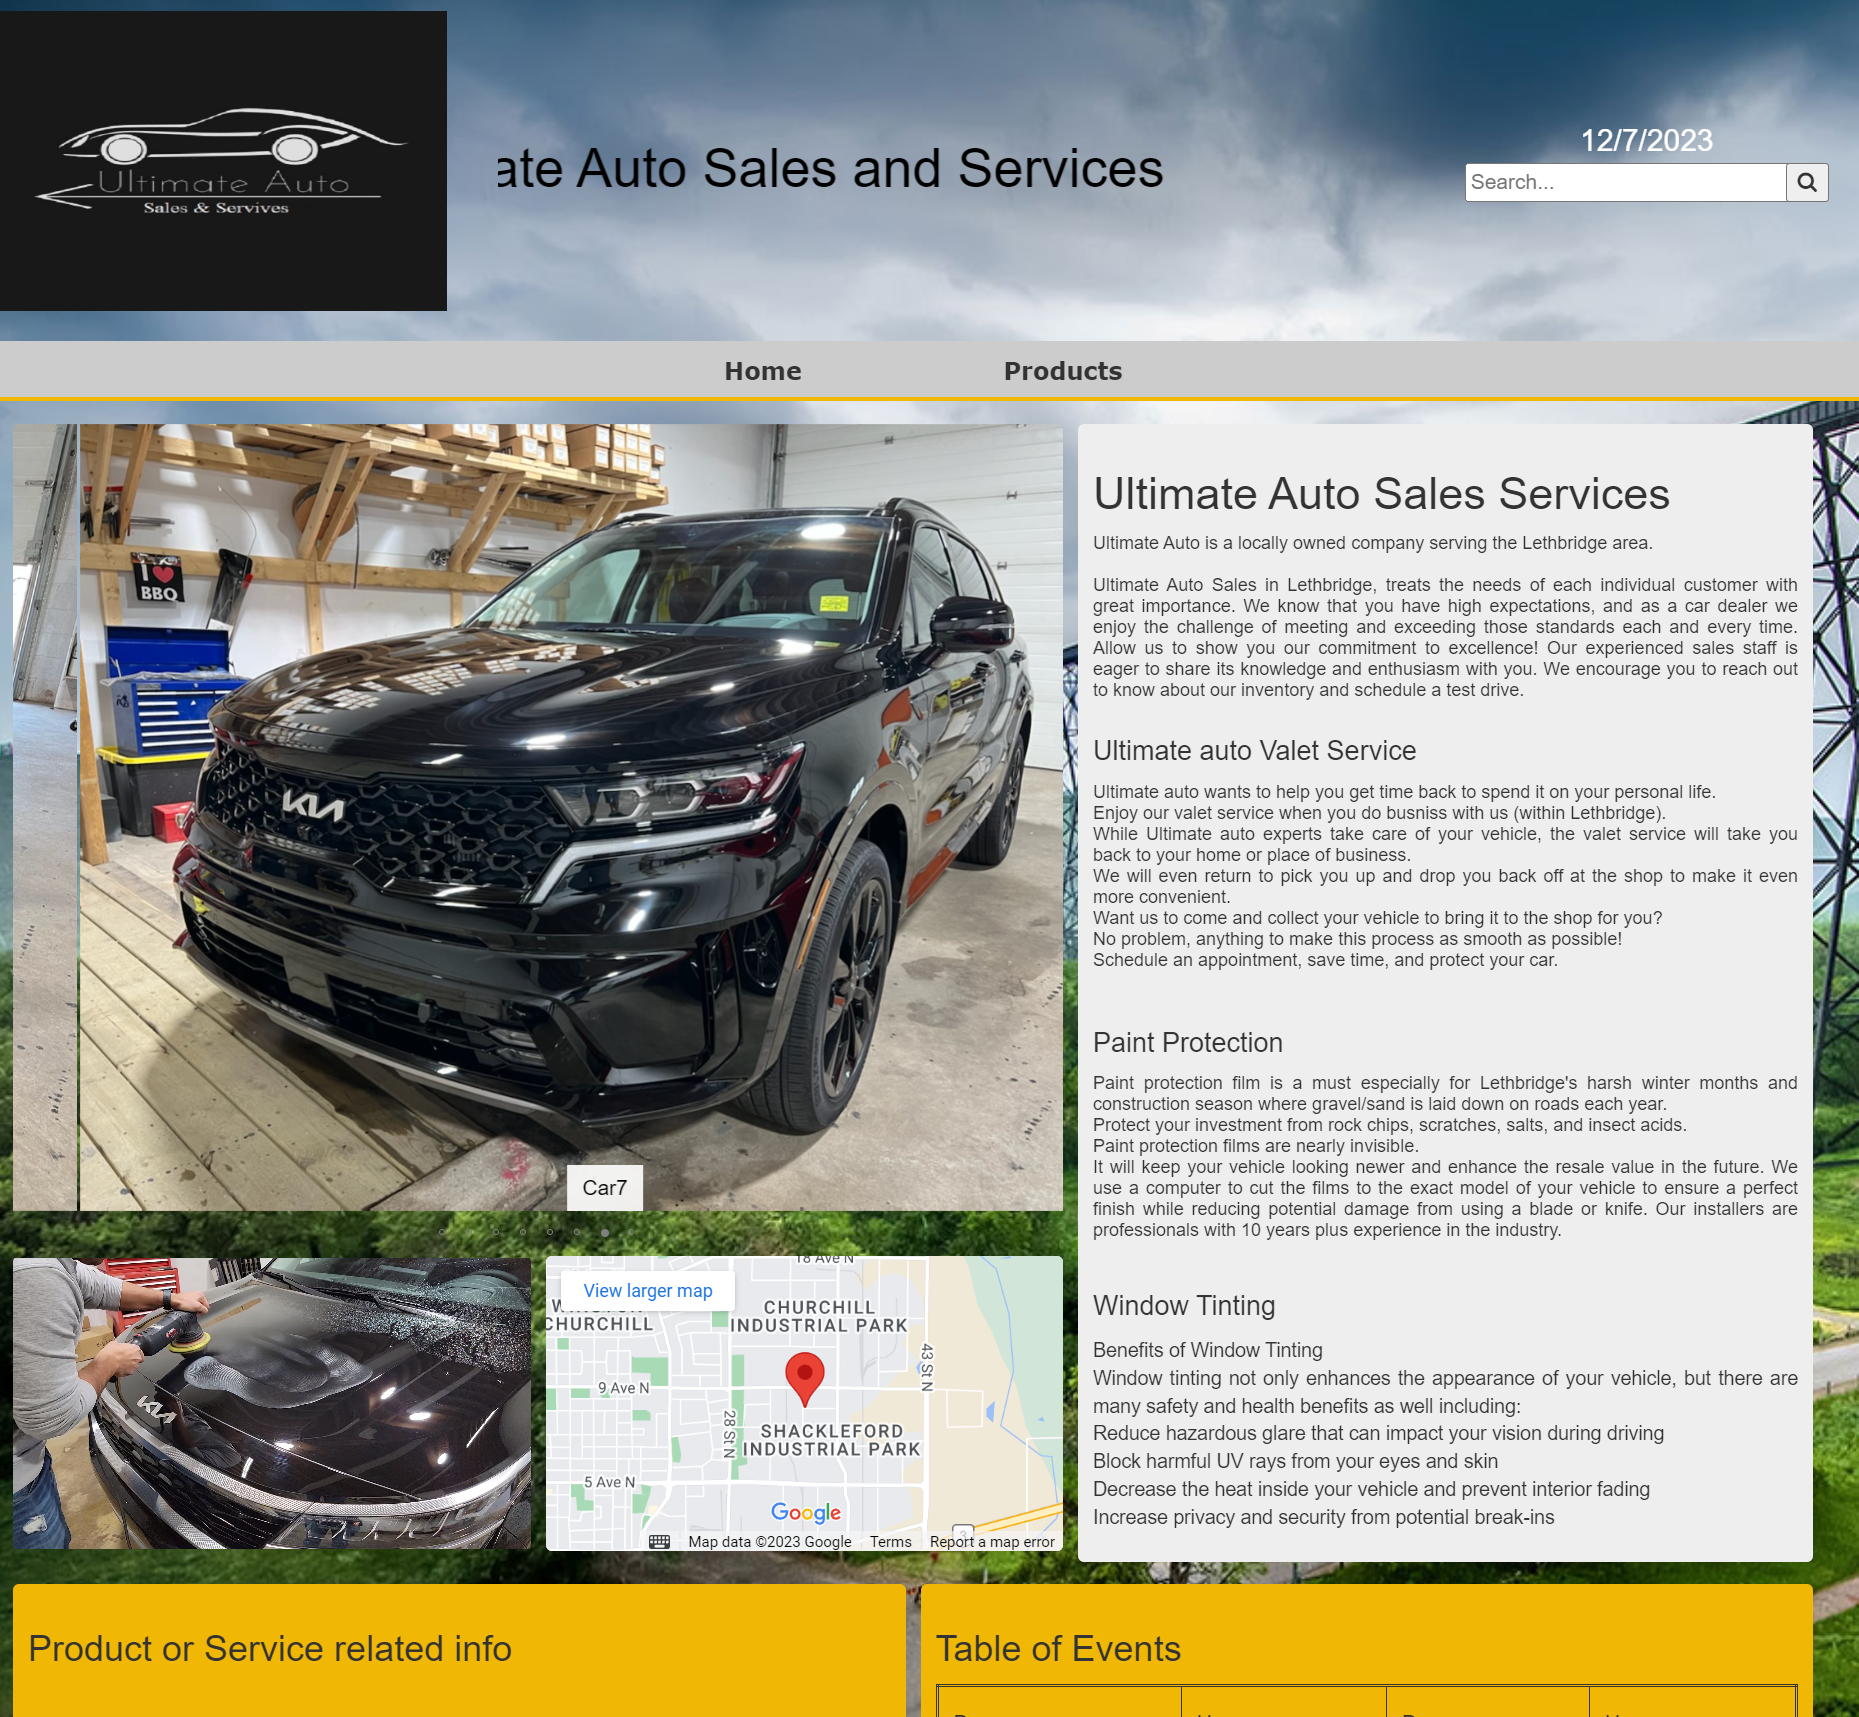 Ultimate Auto
Sales & Servives
ate Auto Sales and Services
12/7/2023
Search...
Home
Products
I
BBQ
KIA
Car7
Ultimate Auto Sales Services
Ultimate Auto is a locally owned company serving the Lethbridge area.
Ultimate Auto Sales in Lethbridge, treats the needs of each individual customer with
great importance. We know that you have high expectations, and as a car dealer we
enjoy the challenge of meeting and exceeding those standards each and every time.
Allow us to show you our commitment to excellence! Our experienced sales staff is
eager to share its knowledge and enthusiasm with you. We encourage you to reach out
to know about our inventory and schedule a test drive.
Ultimate auto Valet Service
Ultimate auto wants to help you get time back to spend it on your personal life.
Enjoy our valet service when you do busniss with us (within Lethbridge).
While Ultimate auto experts take care of your vehicle, the valet service will take you
back to your home or place of business.
We will even return to pick you up and drop you back off at the shop to make it even
more convenient.
Want us to come and collect your vehicle to bring it to the shop for you?
No problem, anything to make this process as smooth as possible!
Schedule an appointment, save time, and protect your car.
Paint Protection
Paint protection film is a must especially for Lethbridge's harsh winter months and
construction season where gravel/sand is laid down on roads each year.
Protect your investment from rock chips, scratches, salts, and insect acids.
Paint protection films are nearly invisible.
It will keep your vehicle looking newer and enhance the resale value in the future. We
use a computer to cut the films to the exact model of your vehicle to ensure a perfect
finish while reducing potential damage from using a blade or knife. Our installers are
professionals with 10 years plus experience in the industry.
Window Tinting
Benefits of Window Tinting
Window tinting not only enhances the appearance of your vehicle, but there are
many safety and health benefits as well including:
Reduce hazardous glare that can impact your vision during driving
Block harmful UV rays from your eyes and skin
Decrease the heat inside your vehicle and prevent interior fading
Increase privacy and security from potential break-ins
KIA
View larger map
18 Ave N
CHURCHILL
CHURCHILL
INDUSTRIAL PARK
43 St N
9 Ave N
28 St N
SHACKLEFORD
INDUSTRIAL PARK
5 Ave N
3
Google
Map data ©2023 Google
Terms
Report a map error
Product or Service related info
Table of Events